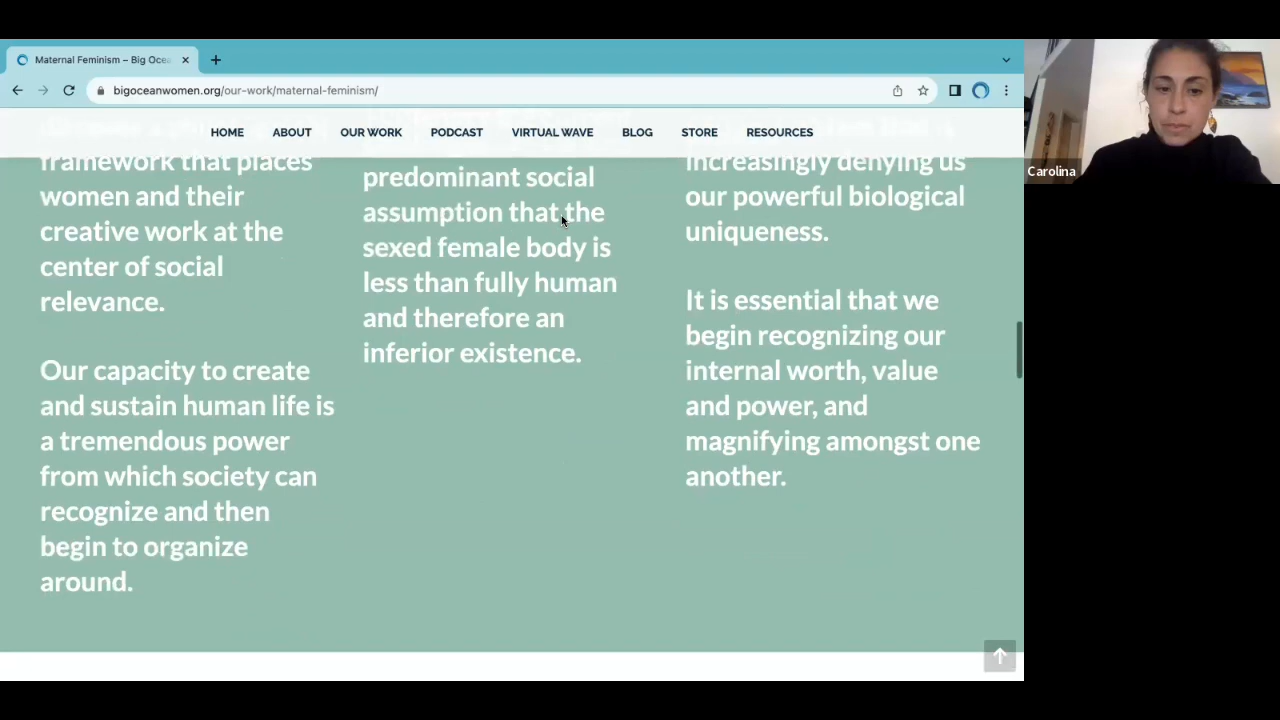 Maternal Feminism – Big Ocea
bigoceanwomen.org/our-work/maternal-feminism/
HOME
ABOUT
OUR WORK
PODCAST
VIRTUAL WAVE
BLOG
STORE
RESOURCES
framework that places
women and their
creative work at the
center of social
relevance.
Our capacity to create
and sustain human life is
a tremendous power
from which society can
recognize and then
begin to organize
around.
predominant social
assumption that the
sexed female body is
less than fully human
and therefore an
inferior existence.
increasingly denying us
our powerful biological
uniqueness.
It is essential that we
begin recognizing our
internal worth, value
and power, and
magnifying amongst one
another.
Carolina